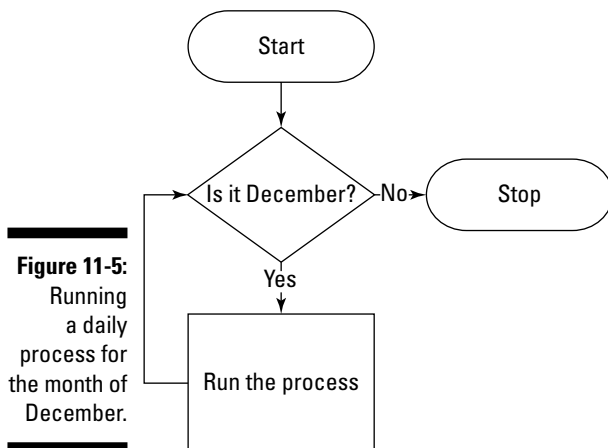 Start
Is it December?
No
Stop
Yes
Run the process
Figure 11-5:
Running
a daily
process for
the month of
December.